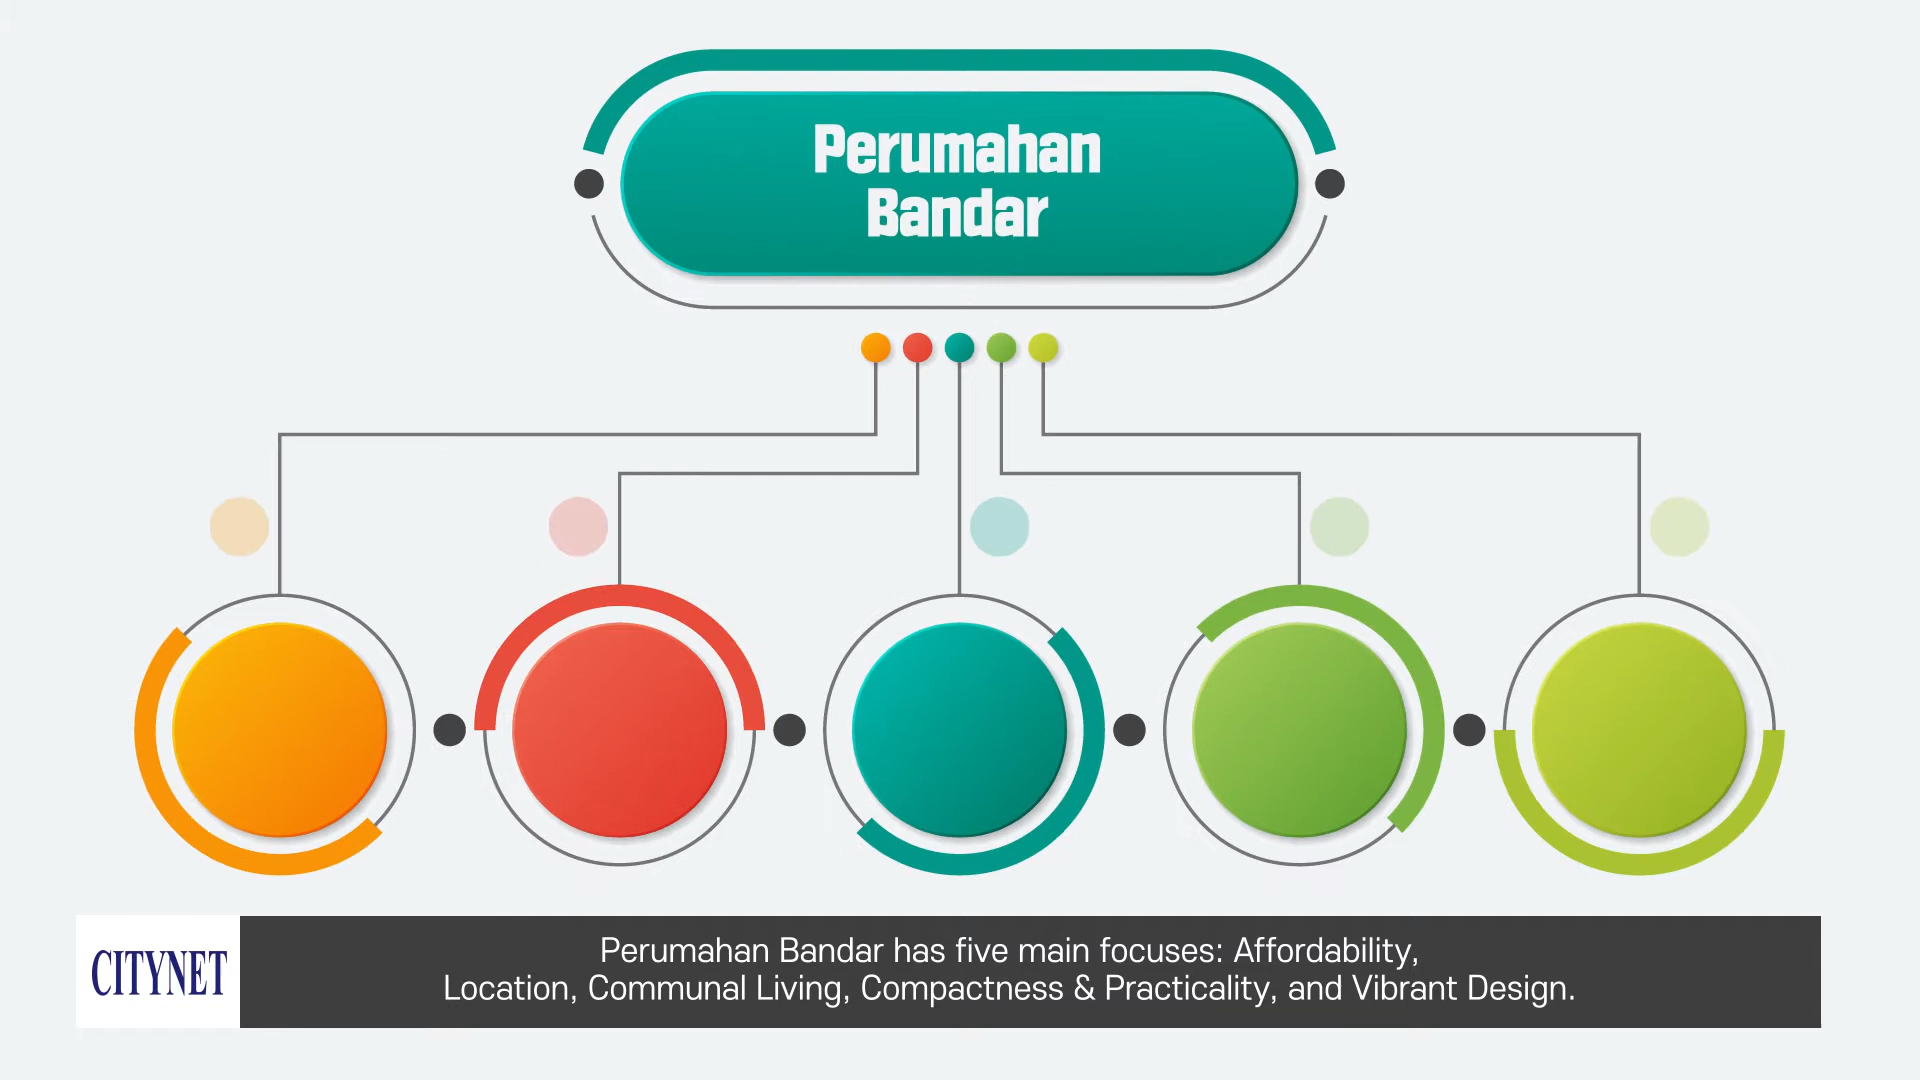 Perumahan
Bandar
CITYNET
Perumahan Bandar has five main focuses: Affordability,
Location, Communal Living, Compactness & Practicality, and Vibrant Design.